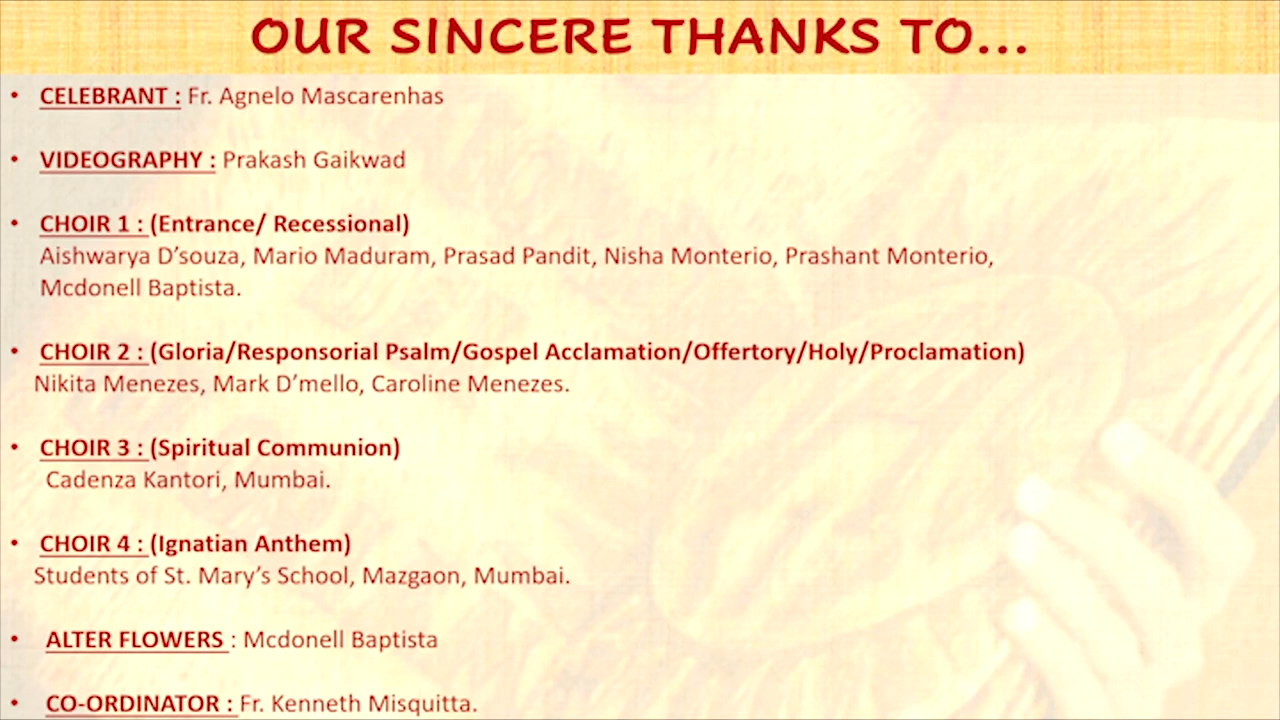 OUR SINCERE THANKS TO...
• CELEBRANT : Fr. Agnelo Mascarenhas
• VIDEOGRAPHY : Prakash Gaikwad
• CHOIR 1 : (Entrance/ Recessional)
Aishwarya D’souza, Mario Maduram, Prasad Pandit, Nisha Monterio, Prashant Monterio,
Mcdonell Baptista.
• CHOIR 2 : (Gloria/Responsorial Psalm/Gospel Acclamation/Offertory/Holy/Proclamation)
Nikita Menezes, Mark D’mello, Caroline Menezes.
• CHOIR 3 : (Spiritual Communion)
Cadenza Kantori, Mumbai.
• CHOIR 4 : (Ignatian Anthem)
Students of St. Mary’s School, Mazgaon, Mumbai.
• ALTER FLOWERS : Mcdonell Baptista
• CO-ORDINATOR : Fr. Kenneth Misquitta.